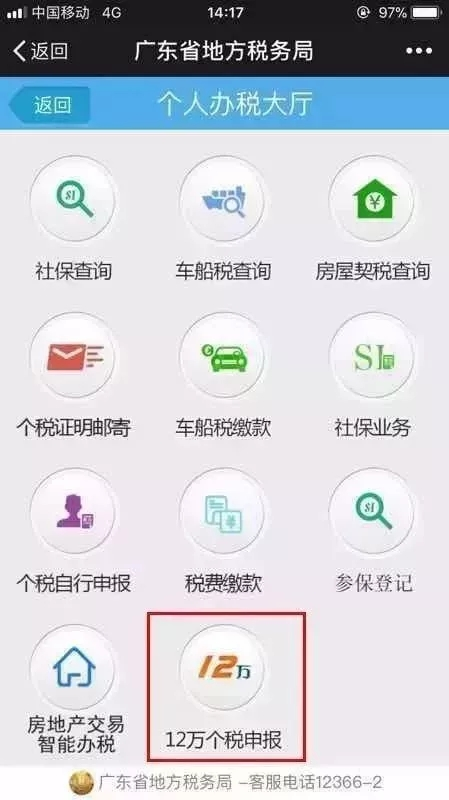 中国移动 4G 14:17 97%
返回 广东省地方税务局
返回 个人办税大厅
SI ¥
社保查询 车船税查询 房屋契税查询
€ SI
个税证明邮寄 车船税缴款 社保业务
¥ SI
个税自行申报 税费缴款 参保登记
12万
房地产交易
智能办税 12万个税申报
广东省地方税务局 -客服电话12366-2